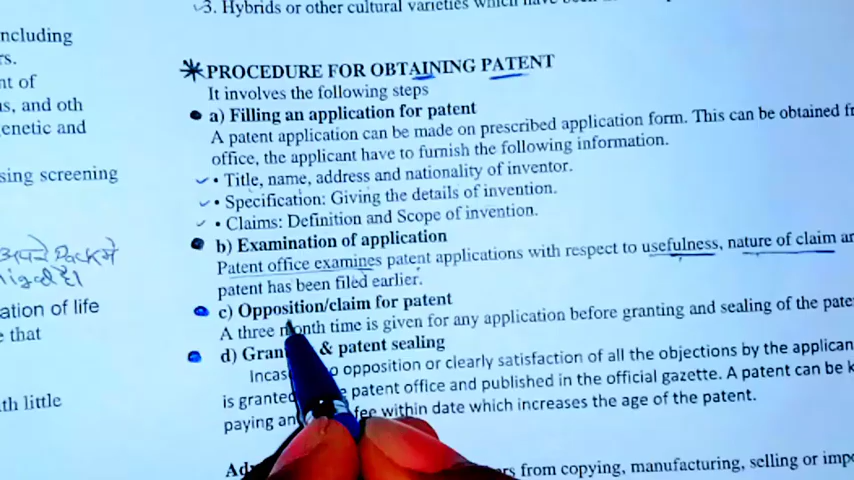 3. Hybrids or other cultural varieties which have been
ncluding
rs.
nt of
s, and oth
enetic and
sing screening
ation of life
that
th little
PROCEDURE FOR OBTAINING PATENT
It involves the following steps
a) Filling an application for patent
A patent application can be made on prescribed application form. This can be obtained fr
office, the applicant have to furnish the following information.
• Title, name, address and nationality of inventor.
• Specification: Giving the details of invention.
• Claims: Definition and Scope of invention.
b) Examination of application
Patent office examines patent applications with respect to usefulness, nature of claim an
patent has been filed earlier.
c) Opposition/claim for patent
A three month time is given for any application before granting and sealing of the pate
d) Gran & patent sealing
Incas o opposition or clearly satisfaction of all the objections by the applican
is granted patent office and published in the official gazette. A patent can be k
paying an fee within date which increases the age of the patent.
Ad rs from copying, manufacturing, selling or impo